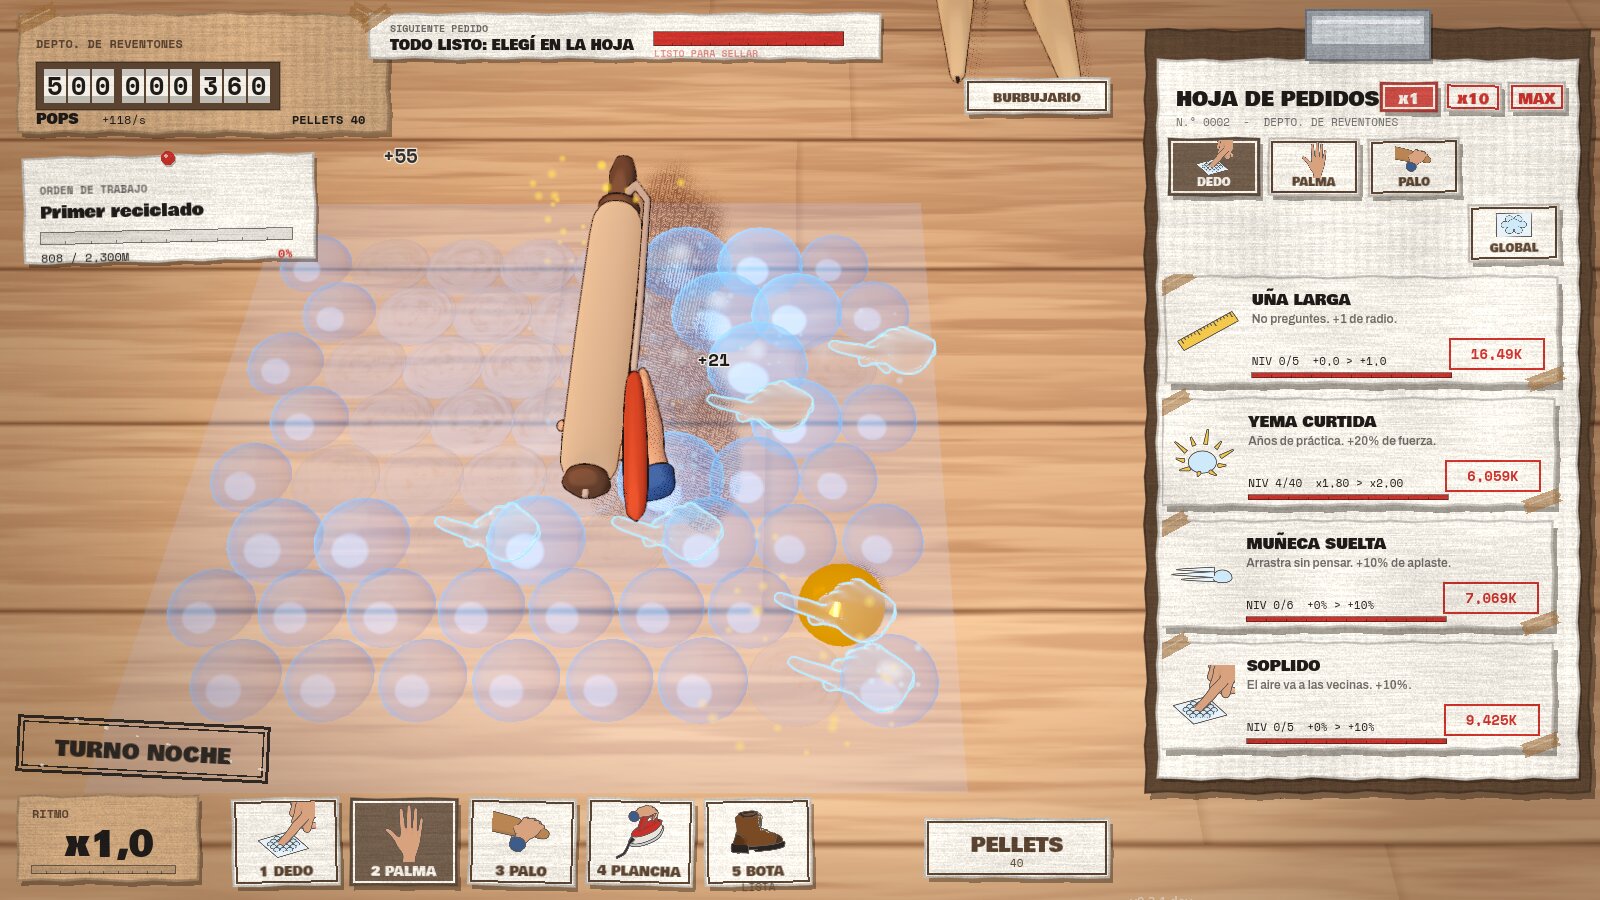 DEPTO. DE REVENTONES
500 000 360
POPS +118/s PELLETS 40
SIGUIENTE PEDIDO
TODO LISTO: ELEGÍ EN LA HOJA
LISTO PARA SELLAR
BURBUJARIO
ORDEN DE TRABAJO
Primer reciclado
808 / 2,300M 0%
+55
+21
HOJA DE PEDIDOS x1 x10 MAX
N.° 0002 - DEPTO. DE REVENTONES
DEDO PALMA PALO
GLOBAL
UÑA LARGA
No preguntes. +1 de radio.
NIV 0/5 +0,0 > +1,0 16,49K
YEMA CURTIDA
Años de práctica. +20% de fuerza.
NIV 4/40 x1,80 > x2,00 6,059K
MUÑECA SUELTA
Arrastra sin pensar. +10% de aplaste.
NIV 0/6 +0% > +10% 7,069K
SOPLIDO
El aire va a las vecinas. +10%.
NIV 0/5 +0% > +10% 9,425K
TURNO NOCHE
RITMO
x1,0
1 DEDO 2 PALMA 3 PALO 4 PLANCHA 5 BOTA
LISTA
PELLETS
40